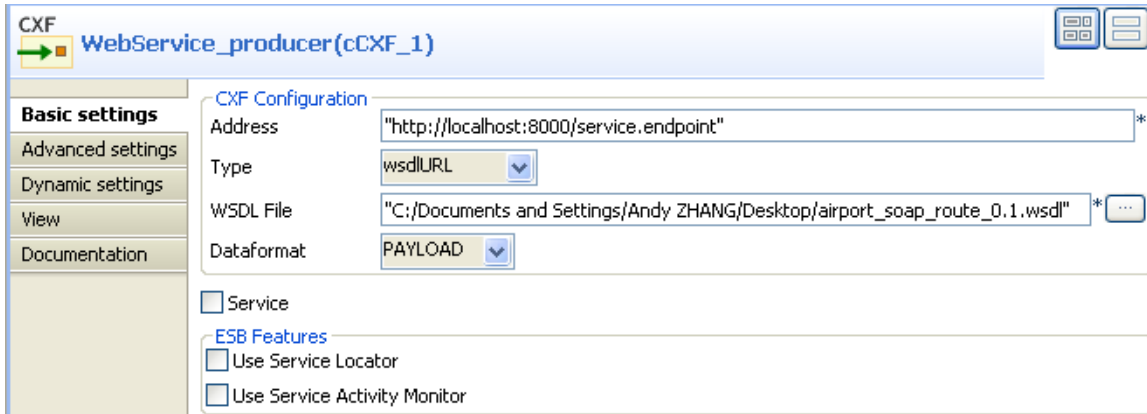 CXF
WebService_producer(cCXF_1)
Basic settings
Advanced settings
Dynamic settings
View
Documentation
CXF Configuration
Address "http://localhost:8000/service.endpoint" *
Type wsdlURL
WSDL File "C:/Documents and Settings/Andy ZHANG/Desktop/airport_soap_route_0.1.wsdl" * ...
Dataformat PAYLOAD
Service
ESB Features
Use Service Locator
Use Service Activity Monitor